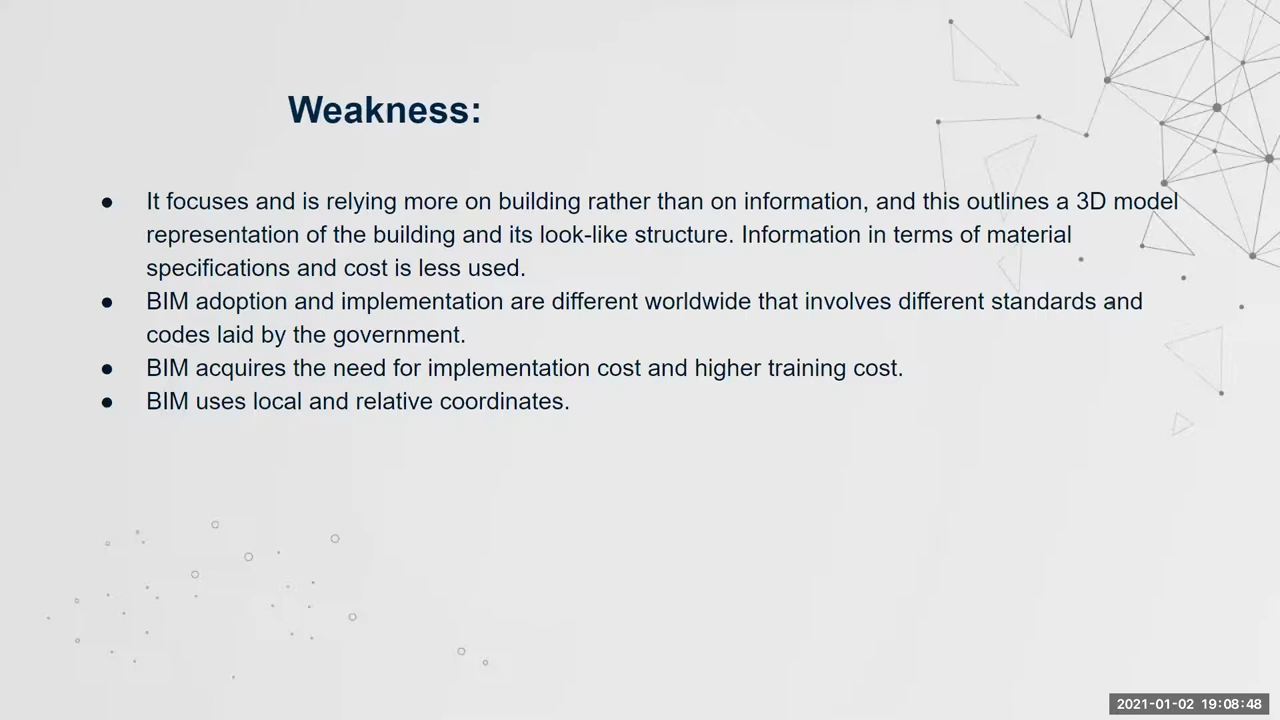 Weakness:
● It focuses and is relying more on building rather than on information, and this outlines a 3D model
representation of the building and its look-like structure. Information in terms of material
specifications and cost is less used.
● BIM adoption and implementation are different worldwide that involves different standards and
codes laid by the government.
● BIM acquires the need for implementation cost and higher training cost.
● BIM uses local and relative coordinates.
2021-01-02 19:08:48